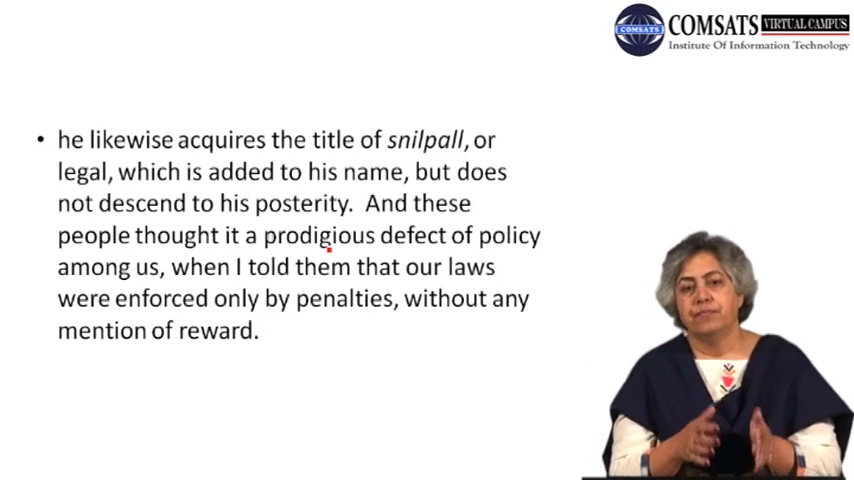 COMSATS
COMSATS VIRTUAL CAMPUS
Institute Of Information Technology
• he likewise acquires the title of snilpall, or
legal, which is added to his name, but does
not descend to his posterity. And these
people thought it a prodigious defect of policy
among us, when I told them that our laws
were enforced only by penalties, without any
mention of reward.